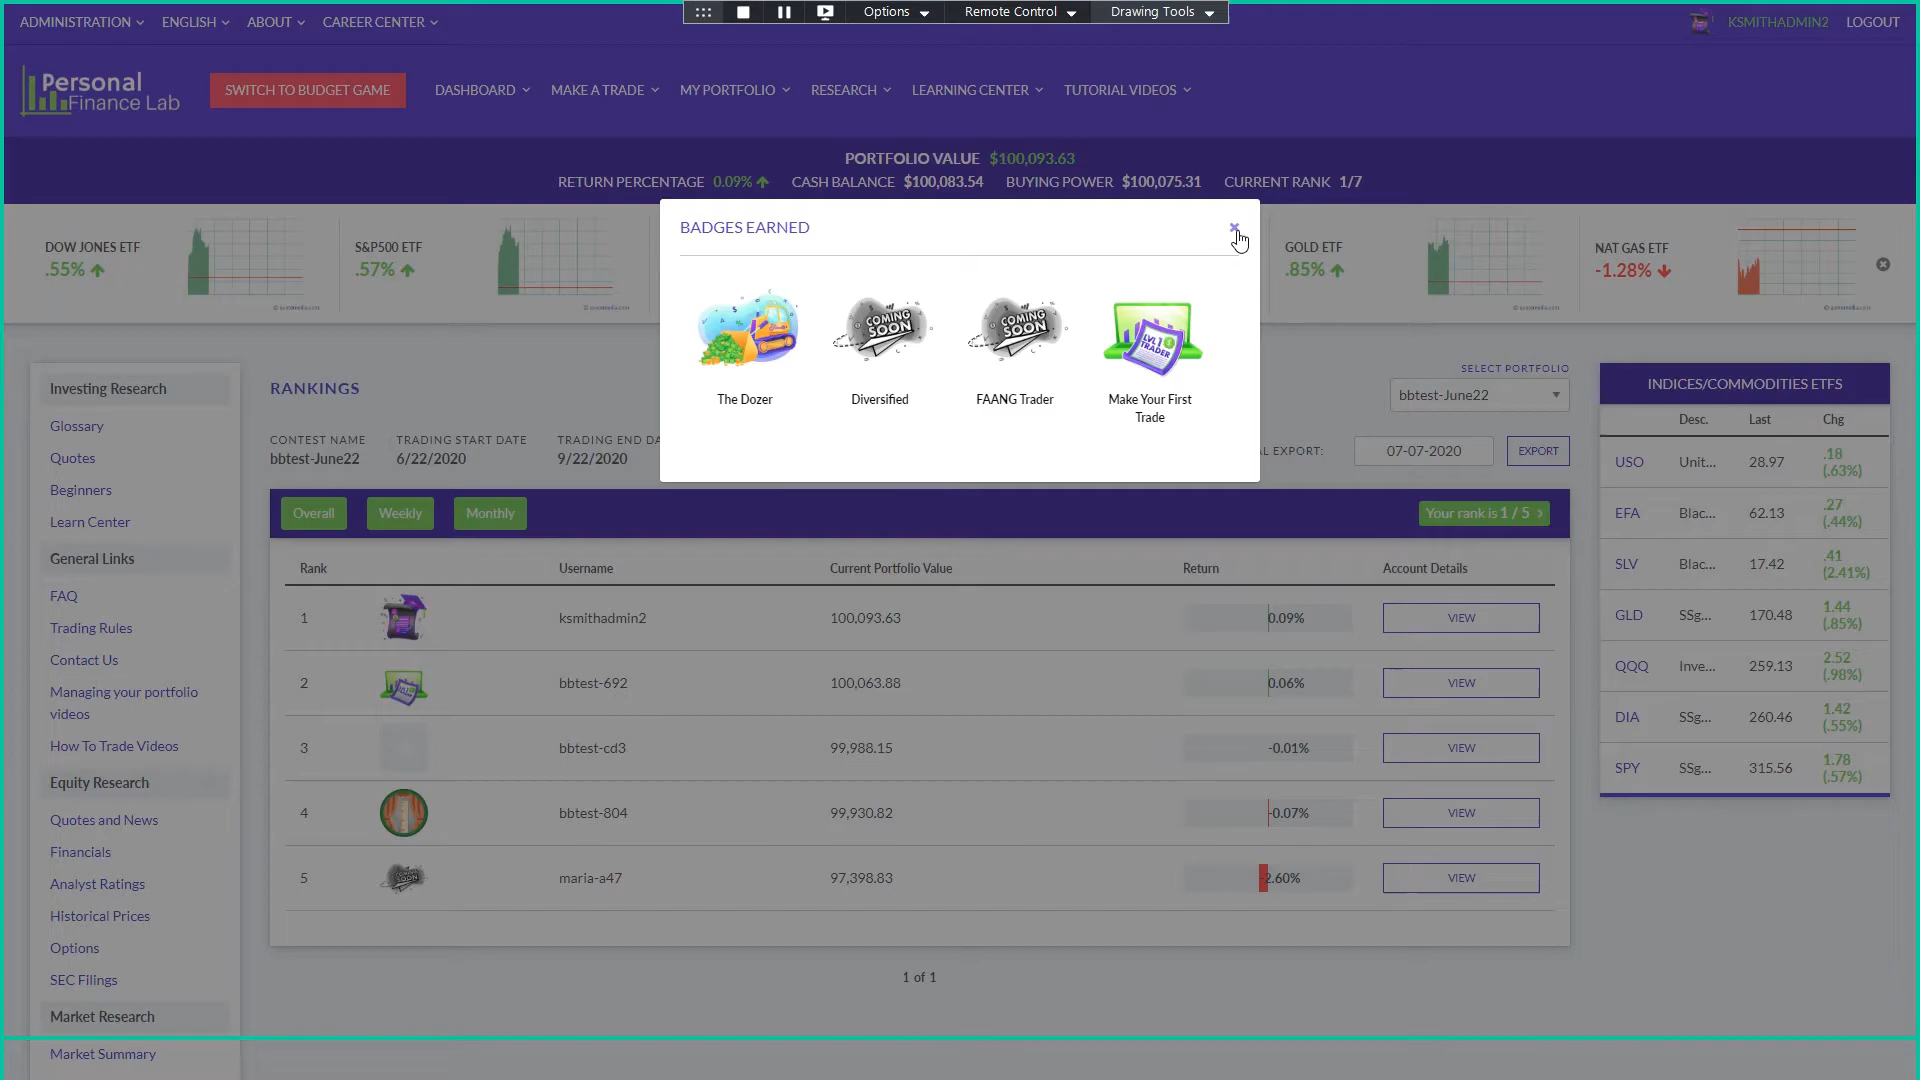 ADMINISTRATION
ENGLISH
ABOUT
CAREER CENTER
Options
Remote Control
Drawing Tools
KSMITHADMIN2
LOGOUT
Personal
Finance Lab
SWITCH TO BUDGET GAME
DASHBOARD
MAKE A TRADE
MY PORTFOLIO
RESEARCH
LEARNING CENTER
TUTORIAL VIDEOS
PORTFOLIO VALUE $100,093.63
RETURN PERCENTAGE 0.09%
CASH BALANCE $100,083.54
BUYING POWER $100,075.31
CURRENT RANK 1/7
DOW JONES ETF
.55%
S&P500 ETF
.57%
GOLD ETF
.85%
NAT GAS ETF
-1.28%
BADGES EARNED
COMING
SOON
COMING
SOON
LVL 1
TRADER
The Dozer
Diversified
FAANG Trader
Make Your First
Trade
Investing Research
Glossary
Quotes
Beginners
Learn Center
General Links
FAQ
Trading Rules
Contact Us
Managing your portfolio
videos
How To Trade Videos
Equity Research
Quotes and News
Financials
Analyst Ratings
Historical Prices
Options
SEC Filings
Market Research
Market Summary
RANKINGS
SELECT PORTFOLIO
bbtest-June22
CONTEST NAME
bbtest-June22
TRADING START DATE
6/22/2020
TRADING END DA
9/22/2020
L EXPORT:
07-07-2020
EXPORT
Overall
Weekly
Monthly
Your rank is 1 / 5
Rank Username Current Portfolio Value Return Account Details
1 ksmithadmin2 100,093.63 0.09% VIEW
2 bbtest-692 100,063.88 0.06% VIEW
3 bbtest-cd3 99,988.15 -0.01% VIEW
4 bbtest-804 99,930.82 -0.07% VIEW
5 maria-a47 97,398.83 -2.60% VIEW
1 of 1
INDICES/COMMODITIES ETFS
Desc. Last Chg
USO Unit... 28.97 .18
(.63%)
EFA Blac... 62.13 .27
(.44%)
SLV Blac... 17.42 .41
(2.41%)
GLD SSg... 170.48 1.44
(.85%)
QQQ Inve... 259.13 2.52
(.98%)
DIA SSg... 260.46 1.42
(.55%)
SPY SSg... 315.56 1.78
(.57%)